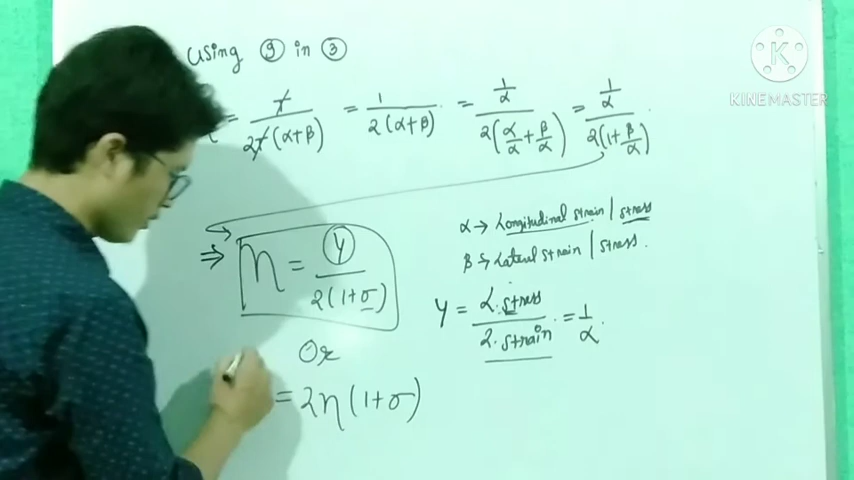 using ⑨ in ③
= T / 2T(α+β) = 1 / 2(α+β) = 1/α / 2(α/α + β/α) = 1/α / 2(1+β/α)
⇒ η = Y / 2(1+σ)
α → Longitudinal strain | stress
β → Lateral strain | stress.
Y = L. stress / L. strain = 1/α
Or
= 2η(1+σ)
KINEMASTER